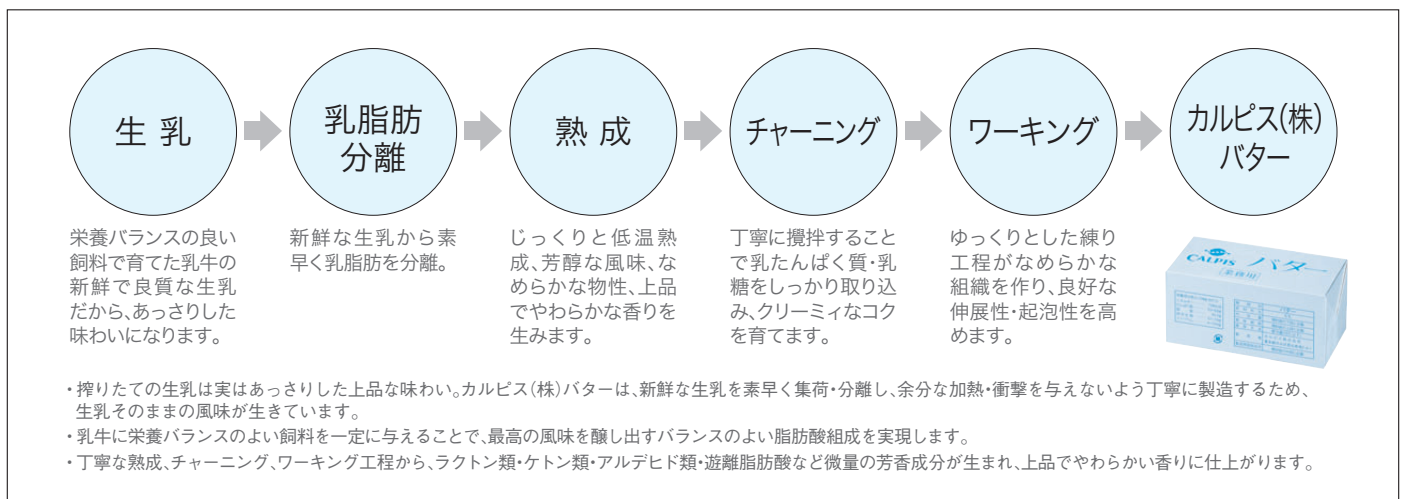 生 乳
乳脂肪
分離
熟 成
チャーニング
ワーキング
カルピス(株)
バター
栄養バランスの良い
飼料で育てた乳牛の
新鮮で良質な生乳
だから、あっさりした
味わいになります。
新鮮な生乳から素
早く乳脂肪を分離。
じっくりと低温熟
成、芳醇な風味、な
めらかな物性、上品
でやわらかな香りを
生みます。
丁寧に攪拌すること
で乳たんぱく質・乳
糖をしっかり取り込
み、クリーミィなコク
を育てます。
ゆっくりとした練り
工程がなめらかな
組織を作り、良好な
伸展性・起泡性を高
めます。
CALPIS バター
業務用
・搾りたての生乳は実はあっさりした上品な味わい。カルピス(株)バターは、新鮮な生乳を素早く集荷・分離し、余分な加熱・衝撃を与えないよう丁寧に製造するため、
生乳そのままの風味が生きています。
・乳牛に栄養バランスのよい飼料を一定に与えることで、最高の風味を醸し出すバランスのよい脂肪酸組成を実現します。
・丁寧な熟成、チャーニング、ワーキング工程から、ラクトン類・ケトン類・アルデヒド類・遊離脂肪酸など微量の芳香成分が生まれ、上品でやわらかい香りに仕上がります。